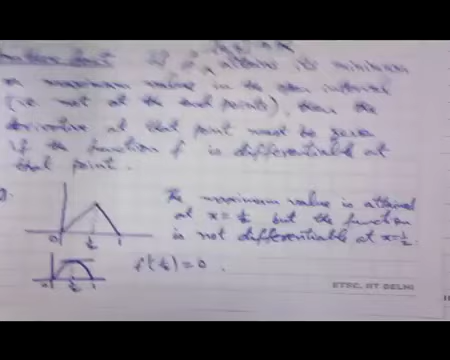 If f attains its minimum
or maximum value in the open interval
(i.e. not at the end points), then the
derivative at that point must be zero
if the function f is differentiable at
that point.
The maximum value is attained
at x=½ but the function
is not differentiable at x=½.
0 ½ 1
0 ½ 1
f'(½)=0.
ETSC, IIT DELHI